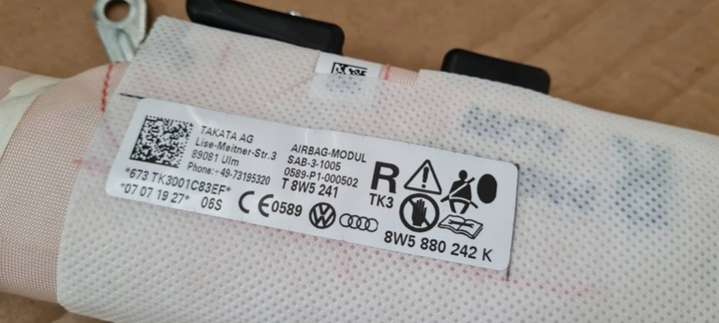 TAKATA AG
Lise-Meitner-Str.3
89081 Ulm
Phone:+49-73195320
*673 TK3001C83EF*
*07 07 19 27* 06S
AIRBAG-MODUL
SAB-3-1005
0589-P1-000502
T 8W5 241
R
TK3
CE0589
8W5 880 242 K